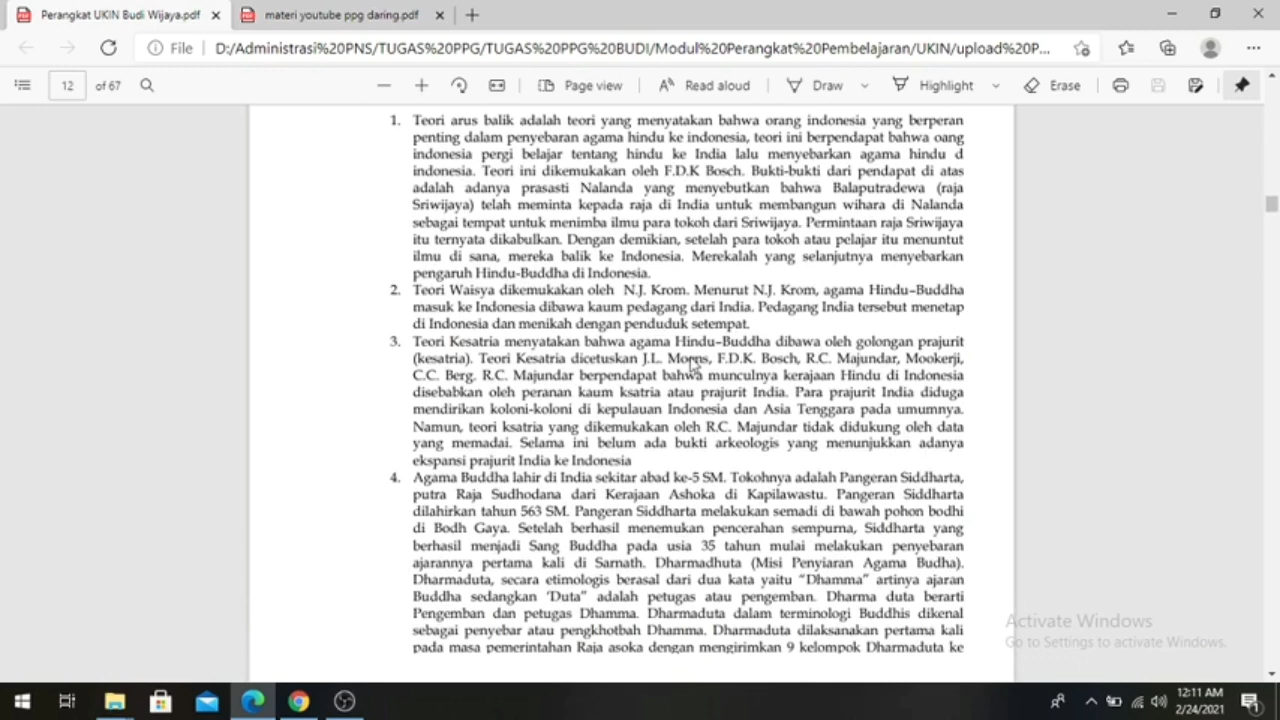 Perangkat UKIN Budi Wijaya.pdf
materi youtube ppg daring.pdf
File
D:/Administrasi%20PNS/TUGAS%20PPG/TUGAS%20PPG%20BUDI/Modul%20Perangkat%20Pembelajaran/UKIN/upload%20P...
12 of 67
Page view
Read aloud
Draw
Highlight
Erase
1. Teori arus balik adalah teori yang menyatakan bahwa orang indonesia yang berperan
penting dalam penyebaran agama hindu ke indonesia, teori ini berpendapat bahwa oang
indonesia pergi belajar tentang hindu ke India lalu menyebarkan agama hindu d
indonesia. Teori ini dikemukakan oleh F.D.K Bosch. Bukti-bukti dari pendapat di atas
adalah adanya prasasti Nalanda yang menyebutkan bahwa Balaputradewa (raja
Sriwijaya) telah meminta kepada raja di India untuk membangun wihara di Nalanda
sebagai tempat untuk menimba ilmu para tokoh dari Sriwijaya. Permintaan raja Sriwijaya
itu ternyata dikabulkan. Dengan demikian, setelah para tokoh atau pelajar itu menuntut
ilmu di sana, mereka balik ke Indonesia. Merekalah yang selanjutnya menyebarkan
pengaruh Hindu-Buddha di Indonesia.
2. Teori Waisya dikemukakan oleh N.J. Krom. Menurut N.J. Krom, agama Hindu–Buddha
masuk ke Indonesia dibawa kaum pedagang dari India. Pedagang India tersebut menetap
di Indonesia dan menikah dengan penduduk setempat.
3. Teori Kesatria menyatakan bahwa agama Hindu–Buddha dibawa oleh golongan prajurit
(kesatria). Teori Kesatria dicetuskan J.L. Moens, F.D.K. Bosch, R.C. Majundar, Mookerji,
C.C. Berg. R.C. Majundar berpendapat bahwa munculnya kerajaan Hindu di Indonesia
disebabkan oleh peranan kaum ksatria atau prajurit India. Para prajurit India diduga
mendirikan koloni-koloni di kepulauan Indonesia dan Asia Tenggara pada umumnya.
Namun, teori ksatria yang dikemukakan oleh R.C. Majundar tidak didukung oleh data
yang memadai. Selama ini belum ada bukti arkeologis yang menunjukkan adanya
ekspansi prajurit India ke Indonesia
4. Agama Buddha lahir di India sekitar abad ke-5 SM. Tokohnya adalah Pangeran Siddharta,
putra Raja Sudhodana dari Kerajaan Ashoka di Kapilawastu. Pangeran Siddharta
dilahirkan tahun 563 SM. Pangeran Siddharta melakukan semadi di bawah pohon bodhi
di Bodh Gaya. Setelah berhasil menemukan pencerahan sempurna, Siddharta yang
berhasil menjadi Sang Buddha pada usia 35 tahun mulai melakukan penyebaran
ajarannya pertama kali di Sarnath. Dharmadhuta (Misi Penyiaran Agama Budha).
Dharmaduta, secara etimologis berasal dari dua kata yaitu “Dhamma” artinya ajaran
Buddha sedangkan ‘Duta” adalah petugas atau pengemban. Dharma duta berarti
Pengemban dan petugas Dhamma. Dharmaduta dalam terminologi Buddhis dikenal
sebagai penyebar atau pengkhotbah Dhamma. Dharmaduta dilaksanakan pertama kali
pada masa pemerintahan Raja asoka dengan mengirimkan 9 kelompok Dharmaduta ke
Activate Windows
Go to Settings to activate Windows.
12:11 AM
2/24/2021
1